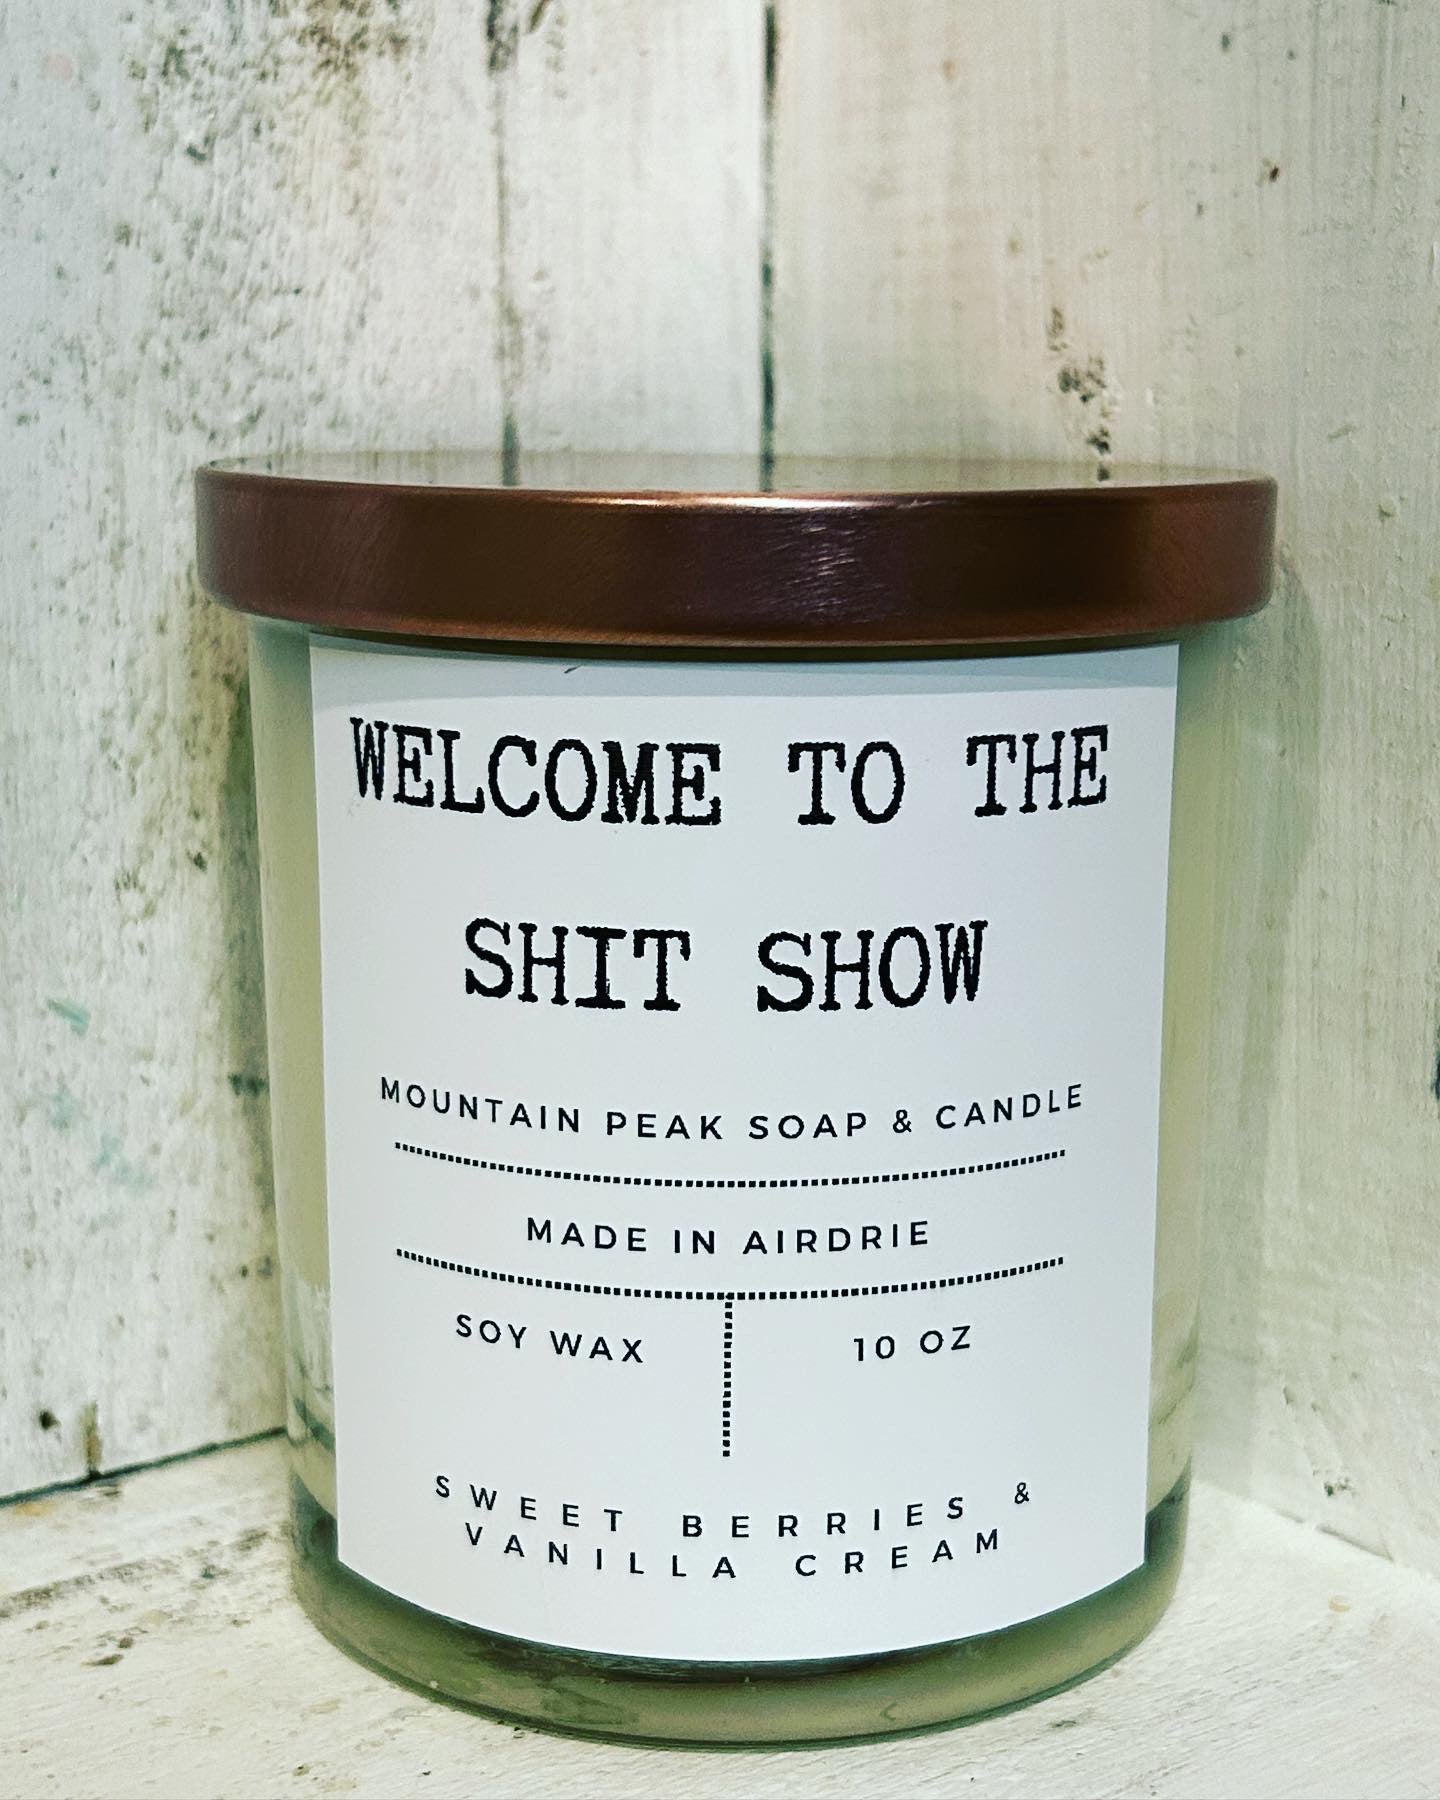 WELCOME TO THE
SHIT SHOW
MOUNTAIN PEAK SOAP & CANDLE
MADE IN AIRDRIE
SOY WAX
10 OZ
SWEET BERRIES &
VANILLA CREAM